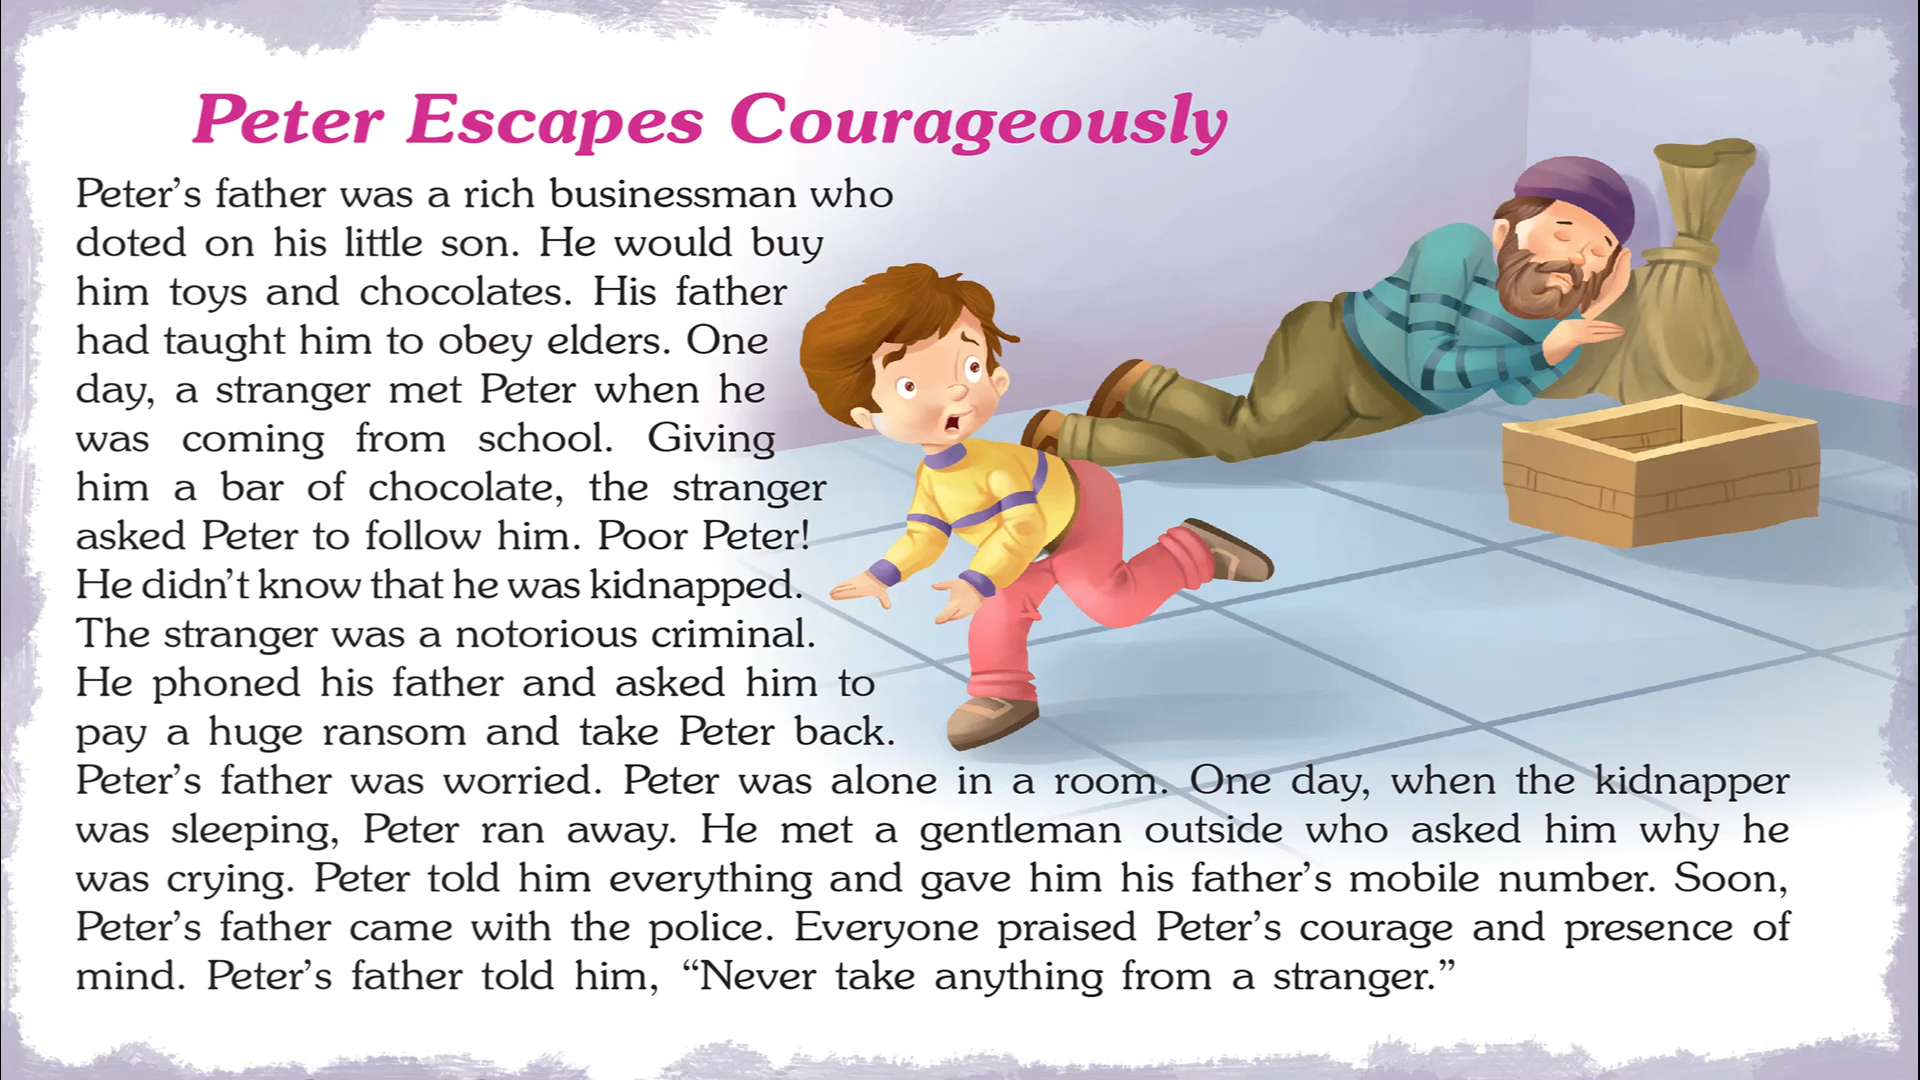 Peter Escapes Courageously
Peter’s father was a rich businessman who
doted on his little son. He would buy
him toys and chocolates. His father
had taught him to obey elders. One
day, a stranger met Peter when he
was coming from school. Giving
him a bar of chocolate, the stranger
asked Peter to follow him. Poor Peter!
He didn’t know that he was kidnapped.
The stranger was a notorious criminal.
He phoned his father and asked him to
pay a huge ransom and take Peter back.
Peter’s father was worried. Peter was alone in a room. One day, when the kidnapper
was sleeping, Peter ran away. He met a gentleman outside who asked him why he
was crying. Peter told him everything and gave him his father’s mobile number. Soon,
Peter’s father came with the police. Everyone praised Peter’s courage and presence of
mind. Peter’s father told him, “Never take anything from a stranger.”